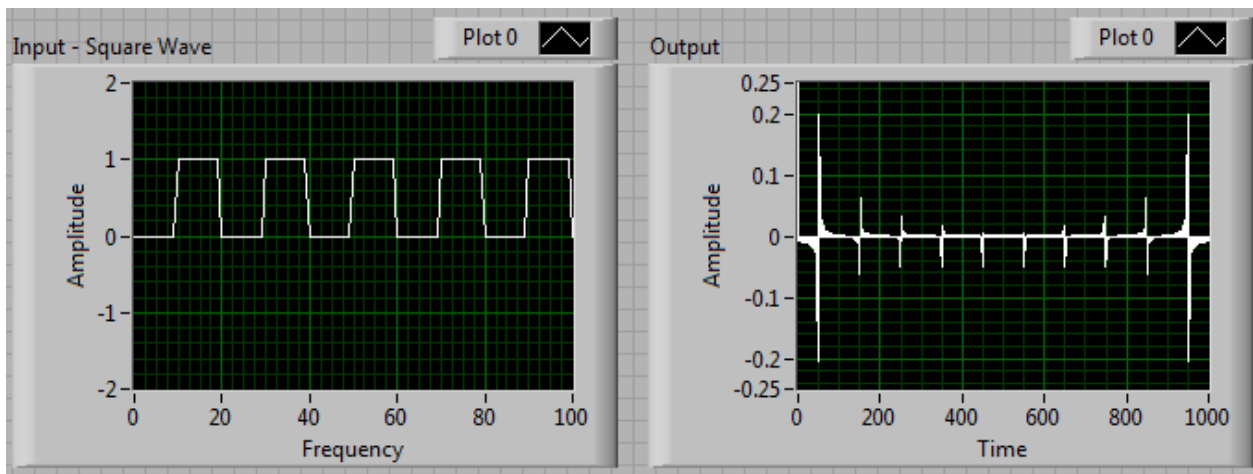 Input - Square Wave
Plot 0
2
1
0
-1
-2
Amplitude
0 20 40 60 80 100
Frequency
Output
Plot 0
0.25
0.2
0.1
0
-0.1
-0.2
-0.25
Amplitude
0 200 400 600 800 1000
Time